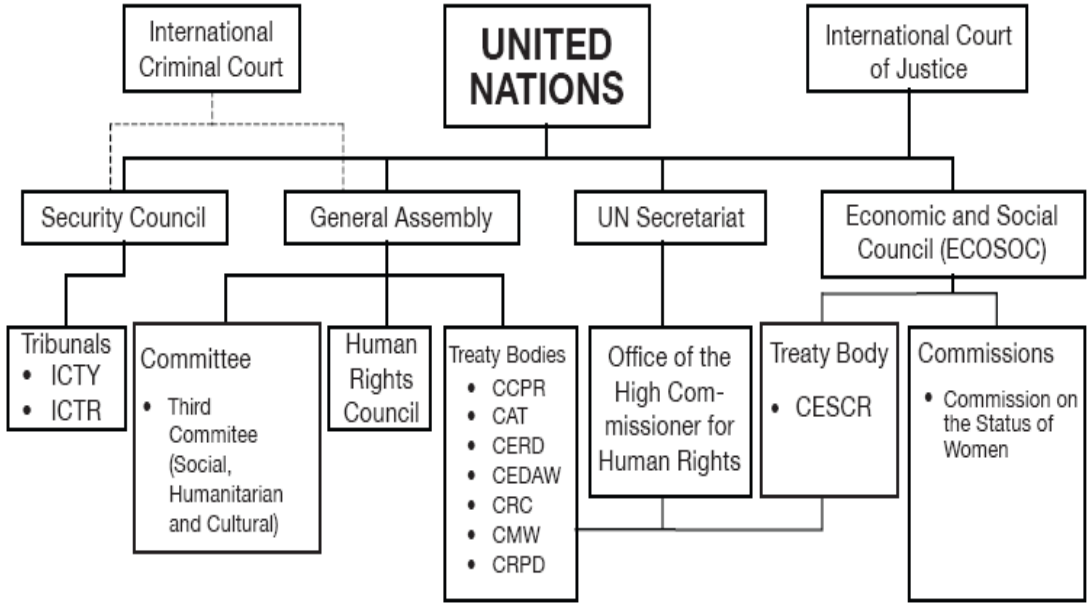 International
Criminal Court
UNITED
NATIONS
International Court
of Justice
Security Council
General Assembly
UN Secretariat
Economic and Social
Council (ECOSOC)
Tribunals
• ICTY
• ICTR
Committee
• Third
Commitee
(Social,
Humanitarian
and Cultural)
Human
Rights
Council
Treaty Bodies
• CCPR
• CAT
• CERD
• CEDAW
• CRC
• CMW
• CRPD
Office of the
High Com-
missioner for
Human Rights
Treaty Body
• CESCR
Commissions
• Commission on
the Status of
Women